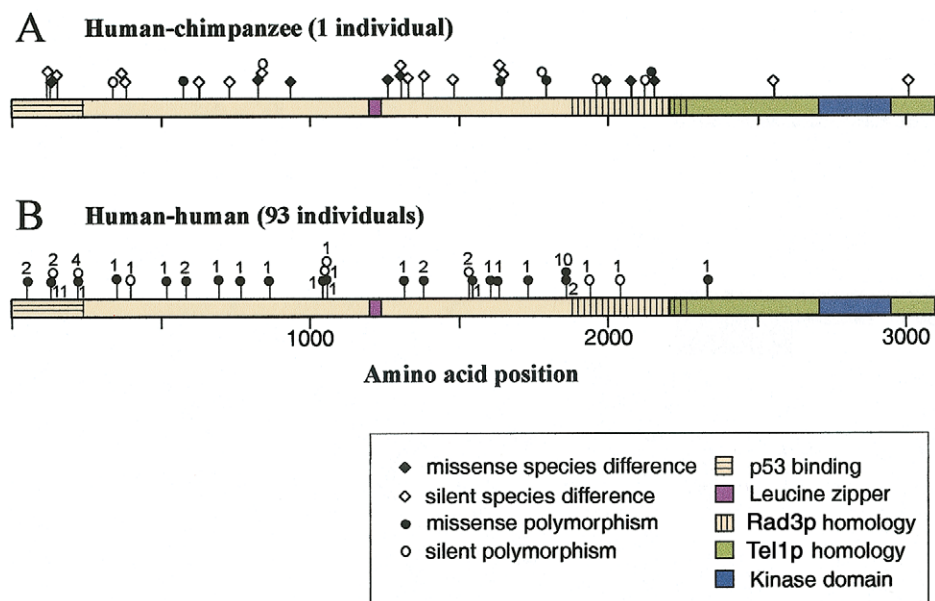 A Human-chimpanzee (1 individual)
B Human-human (93 individuals)
1
1
2 2 4 1 1 1 1 1 1 1 1 1 1 2 2 11 1 10 1 1 1
11 1 1 1 1 2
1000 2000 3000
Amino acid position
missense species difference
silent species difference
missense polymorphism
silent polymorphism
p53 binding
Leucine zipper
Rad3p homology
Tel1p homology
Kinase domain